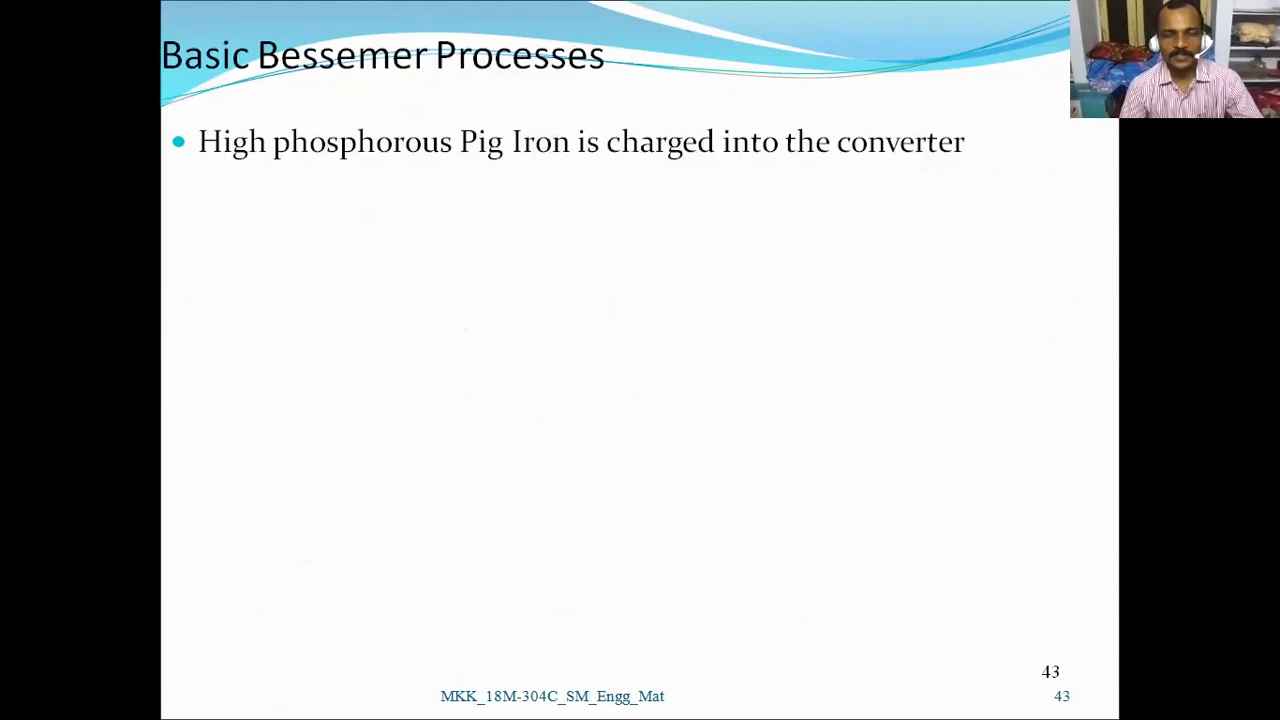 Basic Bessemer Processes
• High phosphorous Pig Iron is charged into the converter
43
MKK_18M-304C_SM_Engg_Mat 43